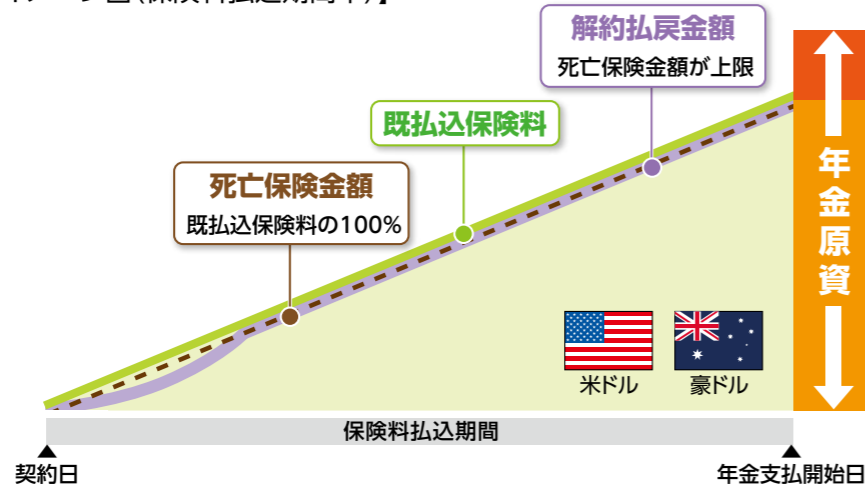 解約払戻金額
死亡保険金額が上限
既払込保険料
死亡保険金額
既払込保険料の100%
年金原資
米ドル
豪ドル
保険料払込期間
契約日
年金支払開始日